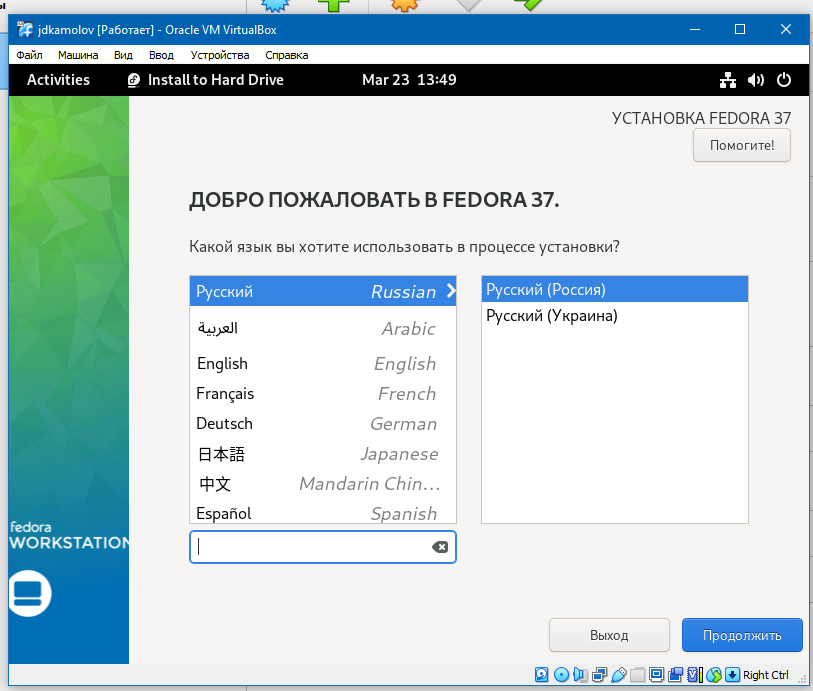 ы
jdkamolov [Работает] - Oracle VM VirtualBox
Файл Машина Вид Ввод Устройства Справка
Activities Install to Hard Drive Mar 23 13:49
УСТАНОВКА FEDORA 37
Помогите!
ДОБРО ПОЖАЛОВАТЬ В FEDORA 37.
Какой язык вы хотите использовать в процессе установки?
Русский Russian
العربية Arabic
English English
Français French
Deutsch German
日本語 Japanese
中文 Mandarin Chin…
Español Spanish
Русский (Россия)
Русский (Украина)
fedora
WORKSTATION
Выход
Продолжить
Right Ctrl